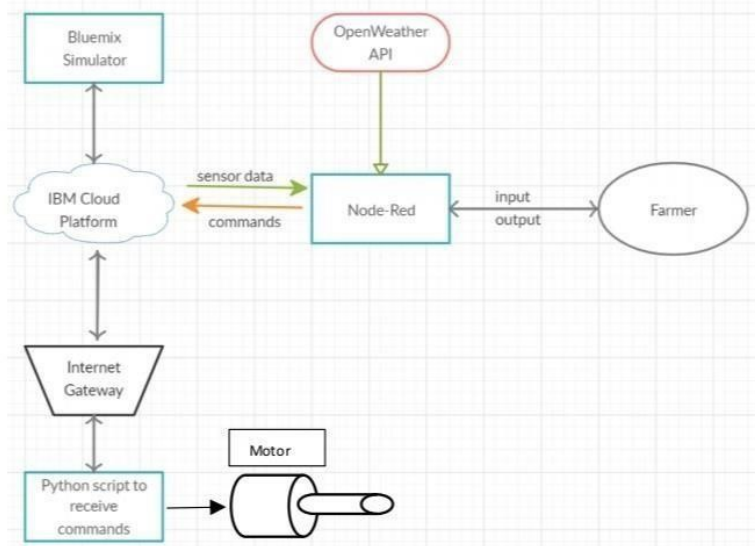 Bluemix
Simulator
OpenWeather
API
IBM Cloud
Platform
sensor data
commands
Node-Red
input
output
Farmer
Internet
Gateway
Motor
Python script to
receive
commands